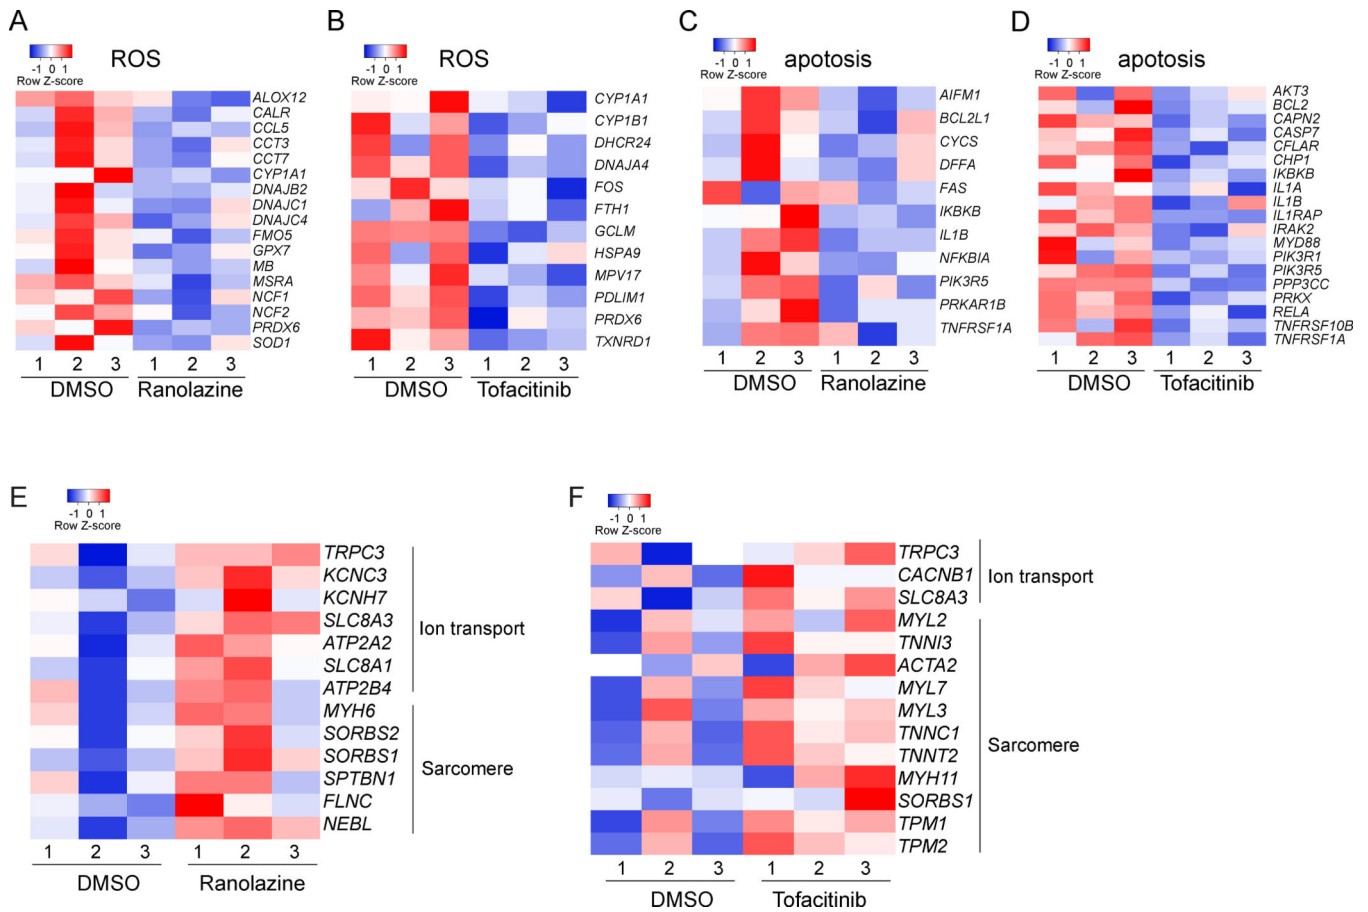 A
ROS
-1 0 1
Row Z-score
ALOX12
CALR
CCL5
CCT3
CCT7
CYP1A1
DNAJB2
DNAJC1
DNAJC4
FMO5
GPX7
MB
MSRA
NCF1
NCF2
PRDX6
SOD1
1 2 3 1 2 3
DMSO Ranolazine
B
ROS
-1 0 1
Row Z-score
CYP1A1
CYP1B1
DHCR24
DNAJA4
FOS
FTH1
GCLM
HSPA9
MPV17
PDLIM1
PRDX6
TXNRD1
1 2 3 1 2 3
DMSO Tofacitinib
C
apotosis
-1 0 1
Row Z-score
AIFM1
BCL2L1
CYCS
DFFA
FAS
IKBKB
IL1B
NFKBIA
PIK3R5
PRKAR1B
TNFRSF1A
1 2 3 1 2 3
DMSO Ranolazine
D
apotosis
-1 0 1
Row Z-score
AKT3
BCL2
CAPN2
CASP7
CFLAR
CHP1
IKBKB
IL1A
IL1B
IL1RAP
IRAK2
MYD88
PIK3R1
PIK3R5
PPP3CC
PRKX
RELA
TNFRSF10B
TNFRSF1A
1 2 3 1 2 3
DMSO Tofacitinib
E
-1 0 1
Row Z-score
TRPC3
KCNC3
KCNH7
SLC8A3
ATP2A2
SLC8A1
ATP2B4
MYH6
SORBS2
SORBS1
SPTBN1
FLNC
NEBL
Ion transport
Sarcomere
1 2 3 1 2 3
DMSO Ranolazine
F
-1 0 1
Row Z-score
TRPC3
CACNB1
SLC8A3
MYL2
TNNI3
ACTA2
MYL7
MYL3
TNNC1
TNNT2
MYH11
SORBS1
TPM1
TPM2
Ion transport
Sarcomere
1 2 3 1 2 3
DMSO Tofacitinib